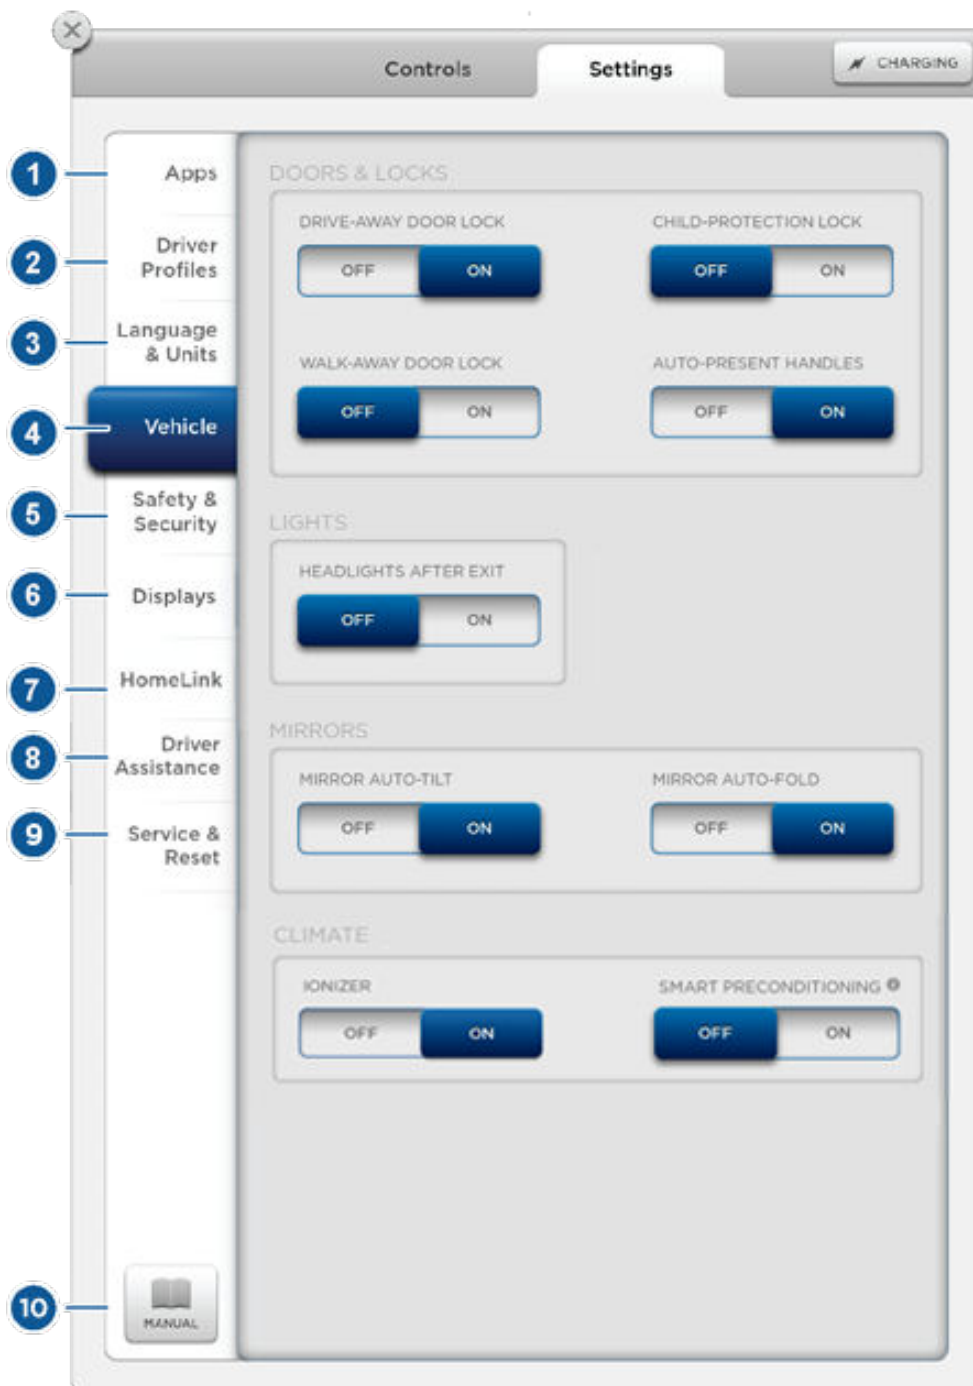 Controls
Settings
CHARGING
1
Apps
2
Driver
Profiles
3
Language
& Units
4
Vehicle
5
Safety &
Security
6
Displays
7
HomeLink
8
Driver
Assistance
9
Service &
Reset
10
MANUAL
DOORS & LOCKS
DRIVE-AWAY DOOR LOCK
OFF ON
CHILD-PROTECTION LOCK
OFF ON
WALK-AWAY DOOR LOCK
OFF ON
AUTO-PRESENT HANDLES
OFF ON
LIGHTS
HEADLIGHTS AFTER EXIT
OFF ON
MIRRORS
MIRROR AUTO-TILT
OFF ON
MIRROR AUTO-FOLD
OFF ON
CLIMATE
IONIZER
OFF ON
SMART PRECONDITIONING
OFF ON